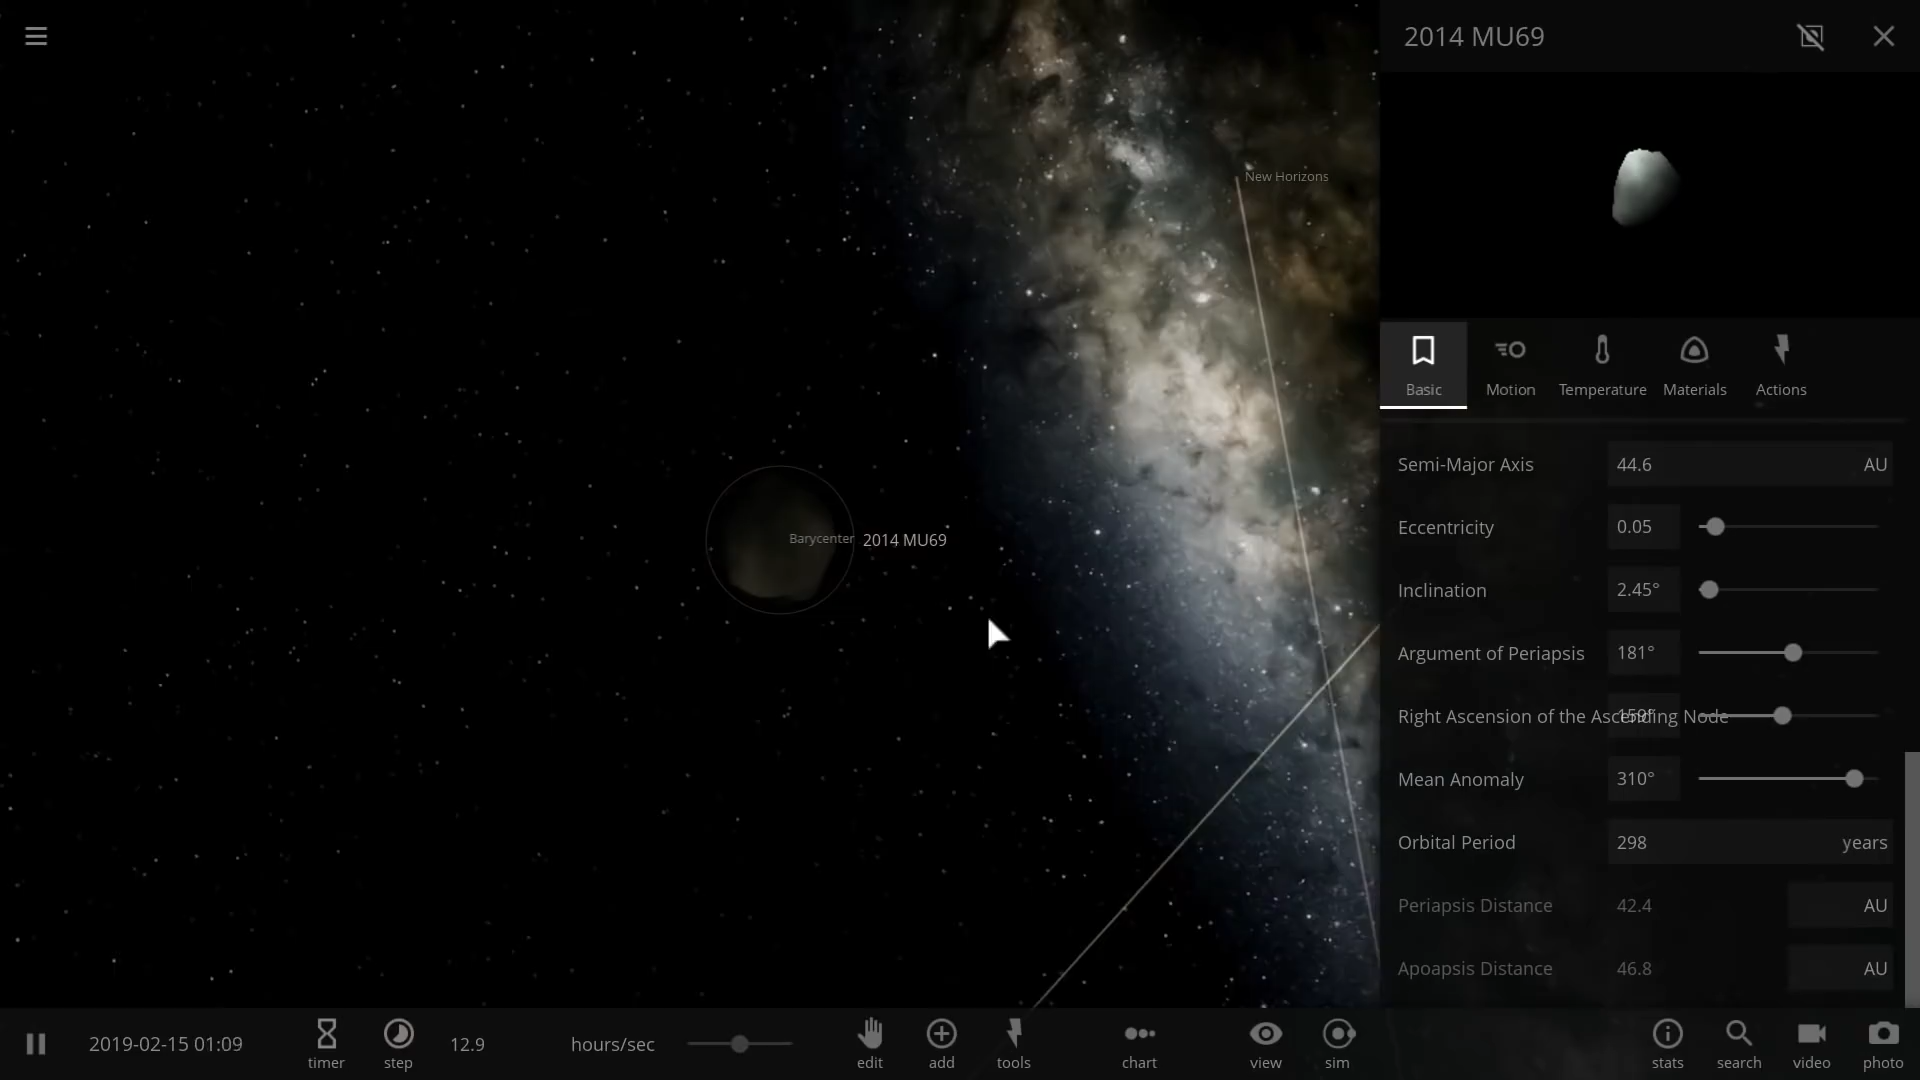 2014 MU69
New Horizons
Barycenter 2014 MU69
Basic Motion Temperature Materials Actions
Semi-Major Axis 44.6 AU
Eccentricity 0.05
Inclination 2.45°
Argument of Periapsis 181°
Right Ascension of the Ascending Node 159°
Mean Anomaly 310°
Orbital Period 298 years
Periapsis Distance 42.4 AU
Apoapsis Distance 46.8 AU
2019-02-15 01:09 timer step 12.9 hours/sec edit add tools chart view sim stats search video photo